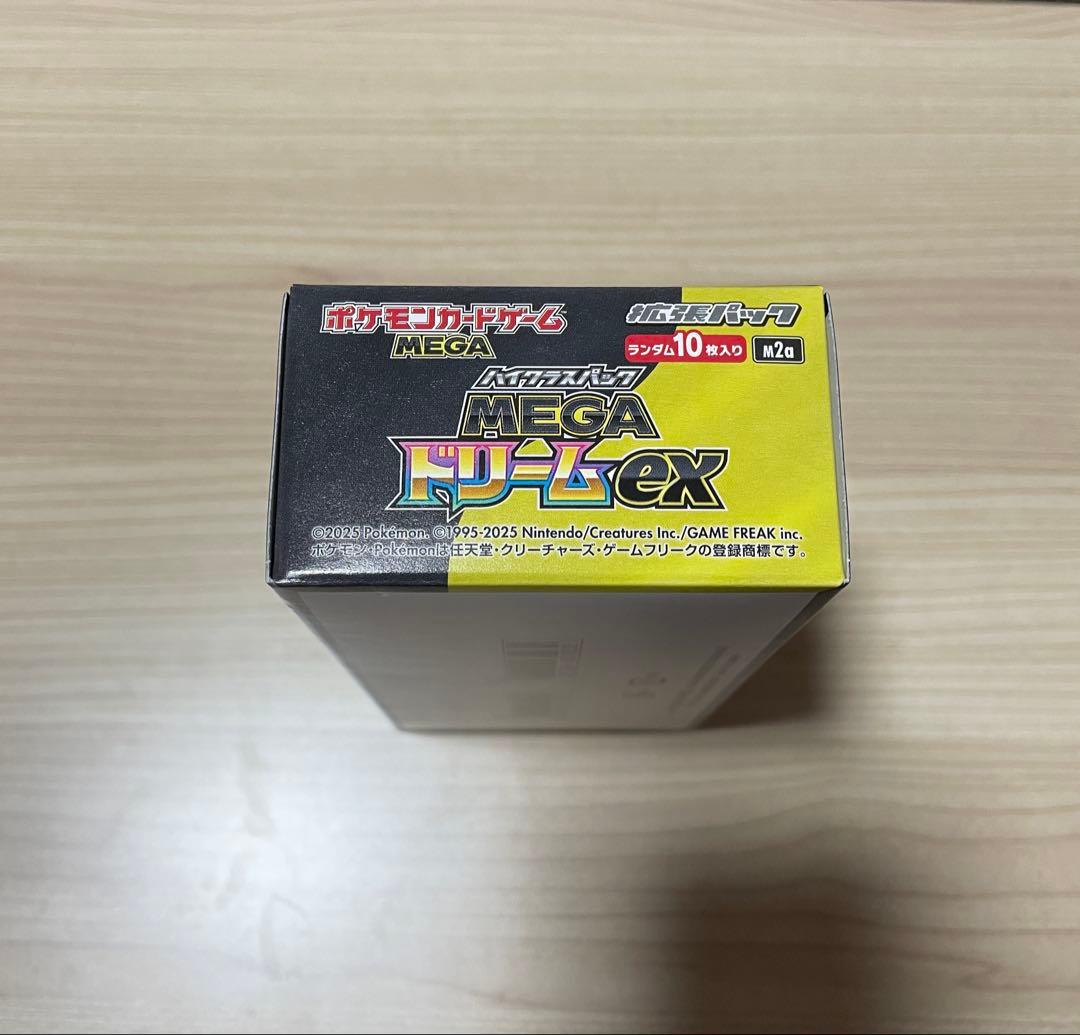 ポケモンカードゲーム
MEGA
拡張パック
ランダム10枚入り M2a
ハイクラスパック
MEGA
ドリームex
©2025 Pokémon. ©1995-2025 Nintendo/Creatures Inc./GAME FREAK inc.
ポケモン・Pokémonは任天堂・クリーチャーズ・ゲームフリークの登録商標です。